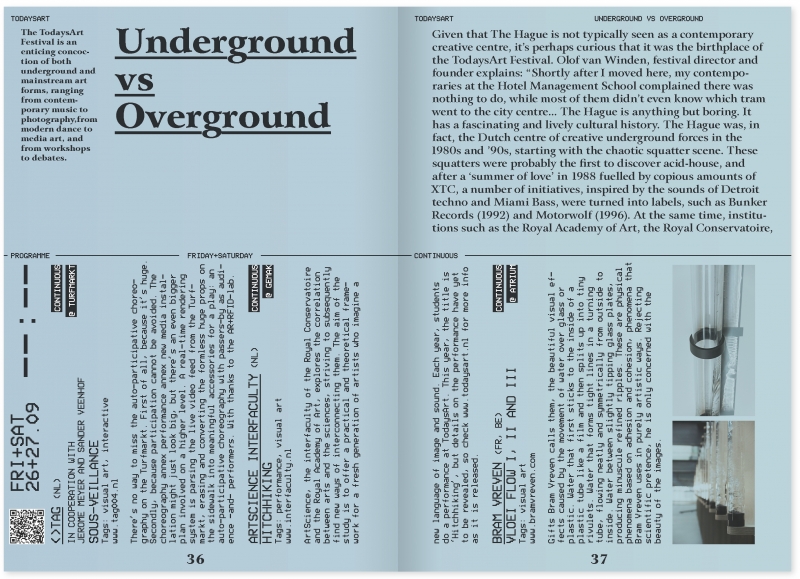 TODAYSART
The TodaysArt
Festival is an
enticing concoc-
tion of both
underground and
mainstream art
forms, ranging
from contem-
porary music to
photography,from
modern dance to
media art, and
from workshops
to debates.
Underground
vs
Overground
TODAYSART
UNDERGROUND VS OVERGROUND
Given that The Hague is not typically seen as a contemporary
creative centre, it's perhaps curious that it was the birthplace of
the TodaysArt Festival. Olof van Winden, festival director and
founder explains: "Shortly after I moved here, my contempo-
raries at the Hotel Management School complained there was
nothing to do, while most of them didn't even know which tram
went to the city centre... The Hague is anything but boring. It
has a fascinating and lively cultural history. The Hague was, in
fact, the Dutch centre of creative underground forces in the
1980s and '90s, starting with the chaotic squatter scene. These
squatters were probably the first to discover acid-house, and
after a 'summer of love' in 1988 fuelled by copious amounts of
XTC, a number of initiatives, inspired by the sounds of Detroit
techno and Miami Bass, were turned into labels, such as Bunker
Records (1992) and Motorwolf (1996). At the same time, institu-
tions such as the Royal Academy of Art, the Royal Conservatoire,
PROGRAMME
FRIDAY+SATURDAY
CONTINUOUS
FRI+SAT --:--
26+27.09
<>TAG (NL)
CONTINUOUS
@ TURFMARKT
IN COOPERATION WITH
JEROME MEYER AND SANDER VEENHOF
SOUS-VEILLANCE
Tags: visual art, interactive
www.tag004.nl
There's no way to miss the auto-participative choreo-
graphy on the Turfmarkt. First of all, because it's huge.
Secondly, because participation cannot be avoided. The
choreography annex performance annex new media instal-
lation might just look big, but there's an even bigger
plan involved on a higher level. A real-time rendering
system is parsing the live video feed from the Turf-
markt, erasing and converting the formless huge props on
the sidewalk in meaningful accessories for a play: an
auto-participative choreography with passers-by as audi-
ence -and- performers. With thanks to the AR+RFID-lab.
ARTSCIENCE INTERFACULTY (NL)
CONTINUOUS
@ GEMAK
HITCHHIKING
Tags: performance, visual art
www.interfaculty.nl
ArtScience, the interfaculty of the Royal Conservatoire
and the Royal Academy of Art, explores the correlation
between arts and the sciences, striving to subsequently
find new ways of interconnecting them. The aim of the
study is to offer a practical and theoretical frame-
work for a fresh generation of artists who imagine a
new language of image and sound. Each year, students
do a performance at TodaysArt. This year, the title is
'Hitchhiking', but details on the performance have yet
to be revealed, so check www.todaysart.nl for more info
as it is released.
BRAM VREVEN (FR, BE)
CONTINUOUS
@ ATRIUM
VLOEI FLOW I, II AND III
Tags: visual art
www.bramvreven.com
Gifts Bram Vreven calls them, the beautiful visual ef-
fects caused by the movement of water over glass or
plastic. Water that first sticks to the inside of a
plastic tube like a film and then splits up into tiny
rivulets. Water that forms tight lines in a turning
tube, flowing neatly and symmetrically from outside to
inside. Water between slightly tipping glass plates,
producing minuscule refined ripples. These are physical
phenomena based on adhesion and cohesion, phenomena that
Bram Vreven uses in purely artistic ways. Rejecting
scientific pretence, he is only concerned with the
beauty of the images.
36
37